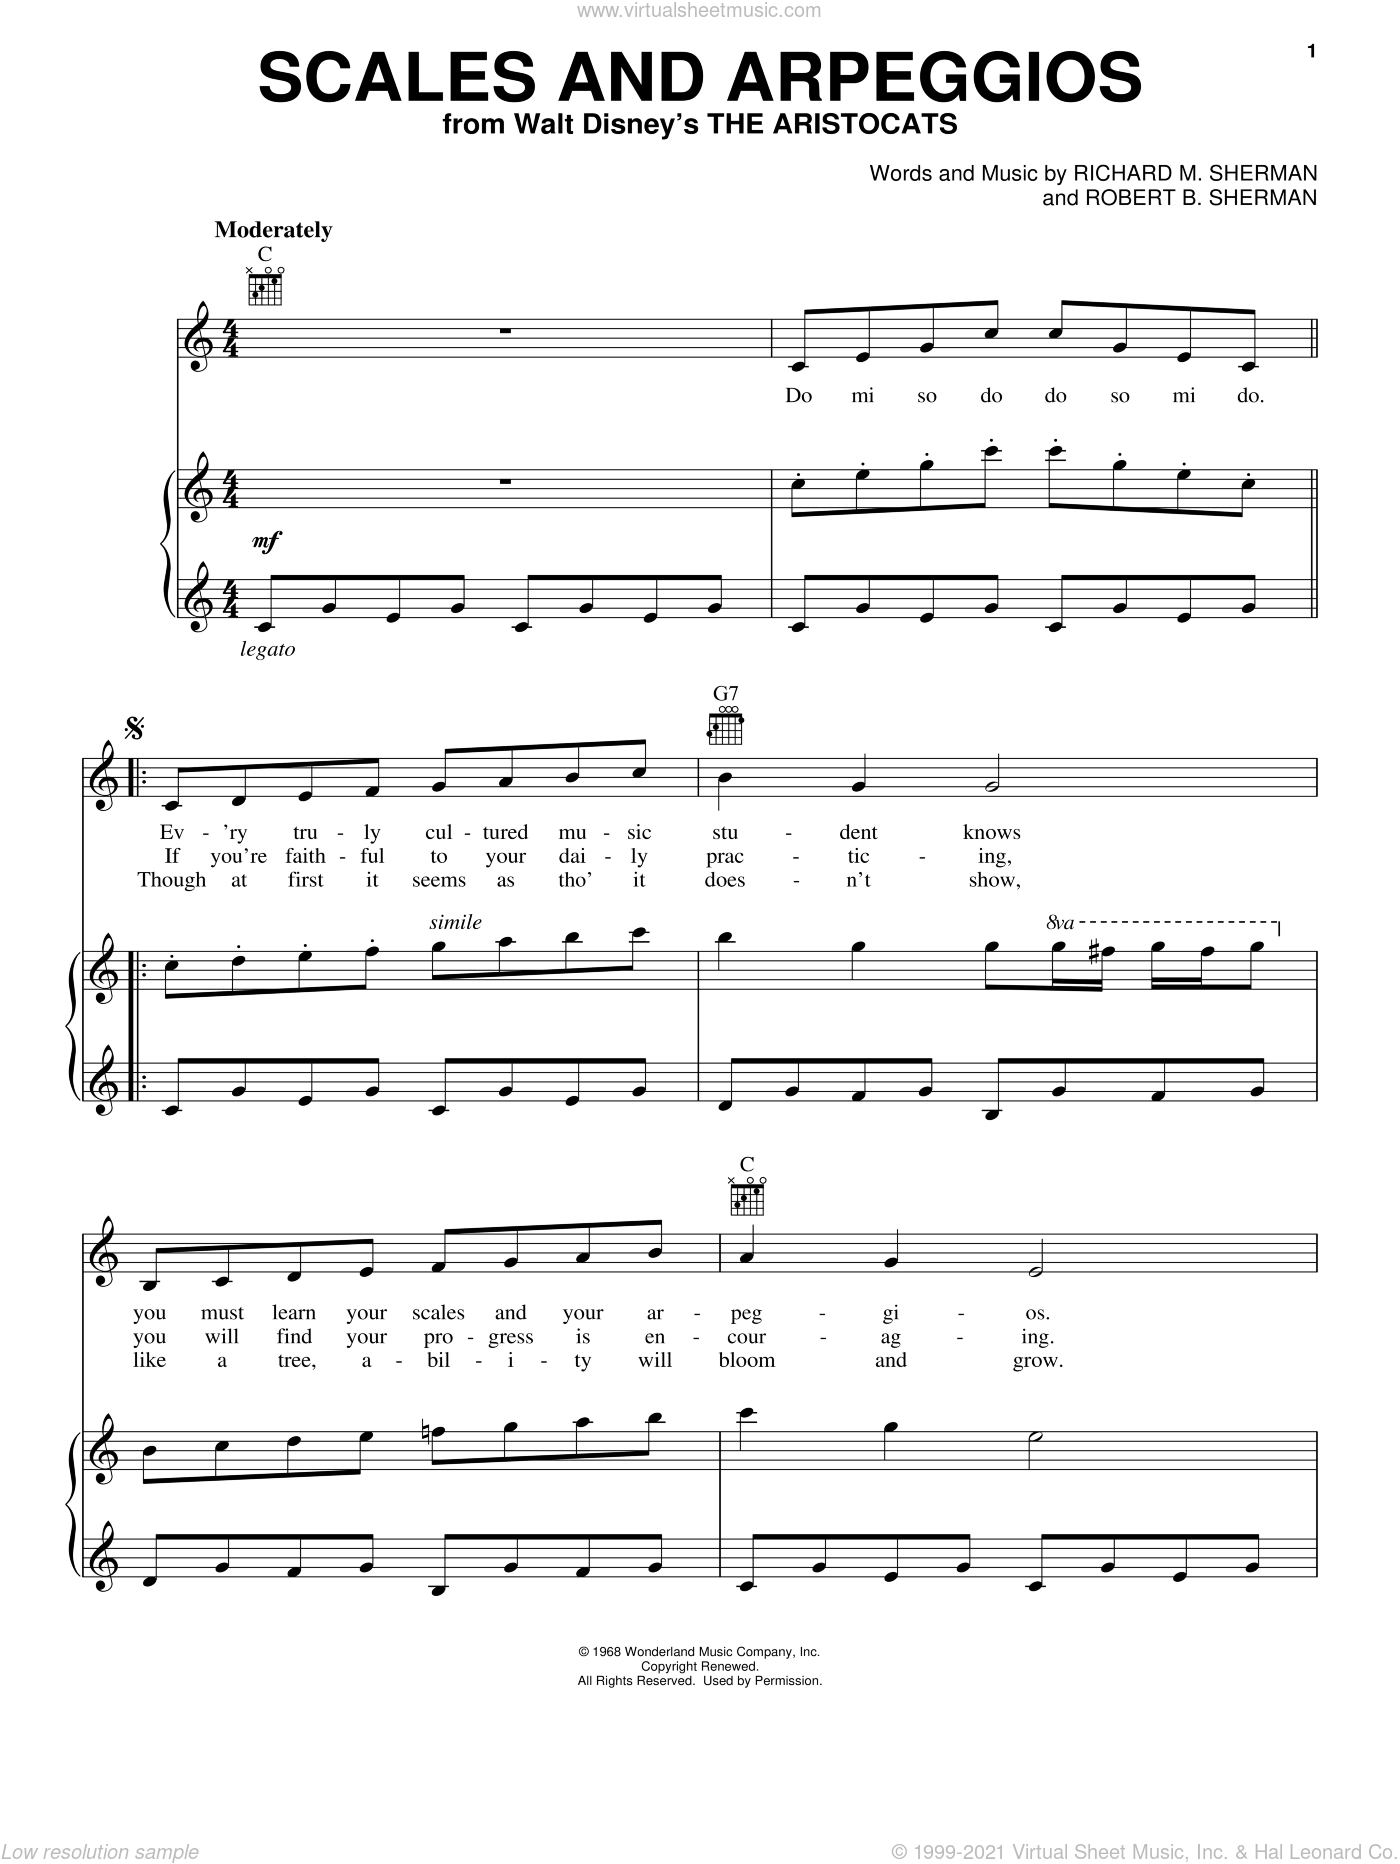 www.virtualsheetmusic.com
1
SCALES AND ARPEGGIOS
from Walt Disney's THE ARISTOCATS
Words and Music by RICHARD M. SHERMAN
and ROBERT B. SHERMAN
Moderately
C
Do mi so do do so mi do.
mf
legato
G7
Ev - 'ry tru - ly cul - tured mu - sic stu - dent knows
If you're faith - ful to your dai - ly prac - tic - ing,
Though at first it seems as tho' it does - n't show,
simile 8va
C
you must learn your scales and your ar - peg - gi - os.
you will find your pro - gress is en - cour - ag - ing.
like a tree, a - bil - i - ty will bloom and grow.
© 1968 Wonderland Music Company, Inc.
Copyright Renewed.
All Rights Reserved. Used by Permission.
Low resolution sample
© 1999-2021 Virtual Sheet Music, Inc. & Hal Leonard Co.